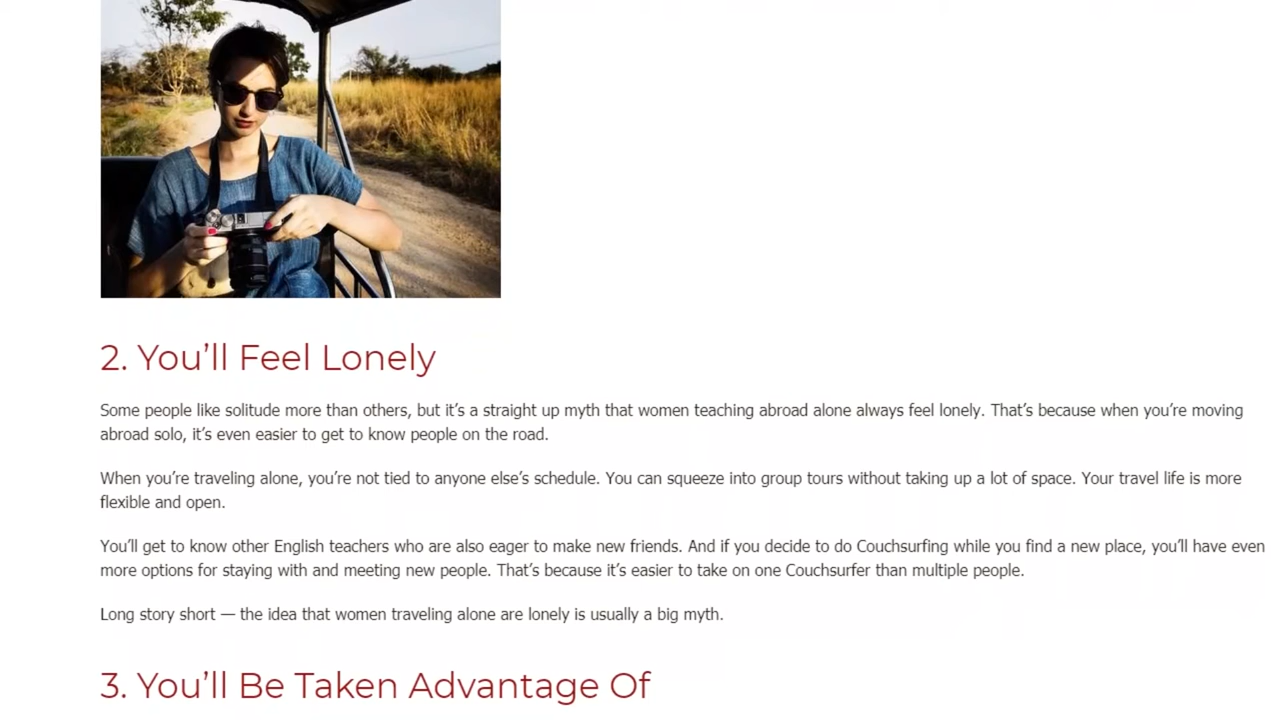 2. You’ll Feel Lonely
Some people like solitude more than others, but it’s a straight up myth that women teaching abroad alone always feel lonely. That’s because when you’re moving
abroad solo, it’s even easier to get to know people on the road.
When you’re traveling alone, you’re not tied to anyone else’s schedule. You can squeeze into group tours without taking up a lot of space. Your travel life is more
flexible and open.
You’ll get to know other English teachers who are also eager to make new friends. And if you decide to do Couchsurfing while you find a new place, you’ll have even
more options for staying with and meeting new people. That’s because it’s easier to take on one Couchsurfer than multiple people.
Long story short — the idea that women traveling alone are lonely is usually a big myth.
3. You’ll Be Taken Advantage Of